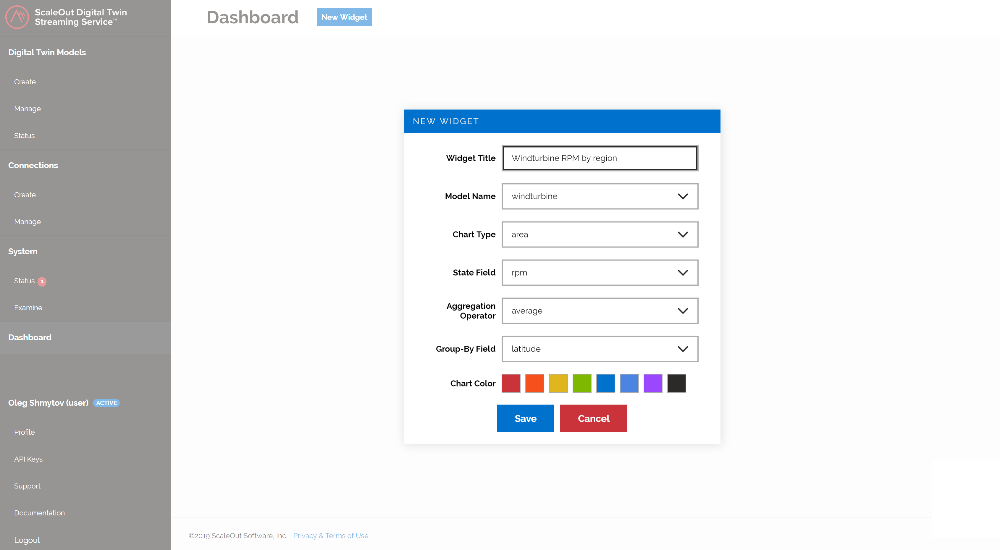 ScaleOut Digital Twin
Streaming Service™
Digital Twin Models
Create
Manage
Status
Connections
Create
Manage
System
Status 1
Examine
Dashboard
Oleg Shmytov (user) ACTIVE
Profile
API Keys
Support
Documentation
Logout
Dashboard New Widget
NEW WIDGET
Widget Title Windturbine RPM by region
Model Name windturbine
Chart Type area
State Field rpm
Aggregation
Operator average
Group-By Field latitude
Chart Color
Save Cancel
©2019 ScaleOut Software, Inc. Privacy & Terms of Use